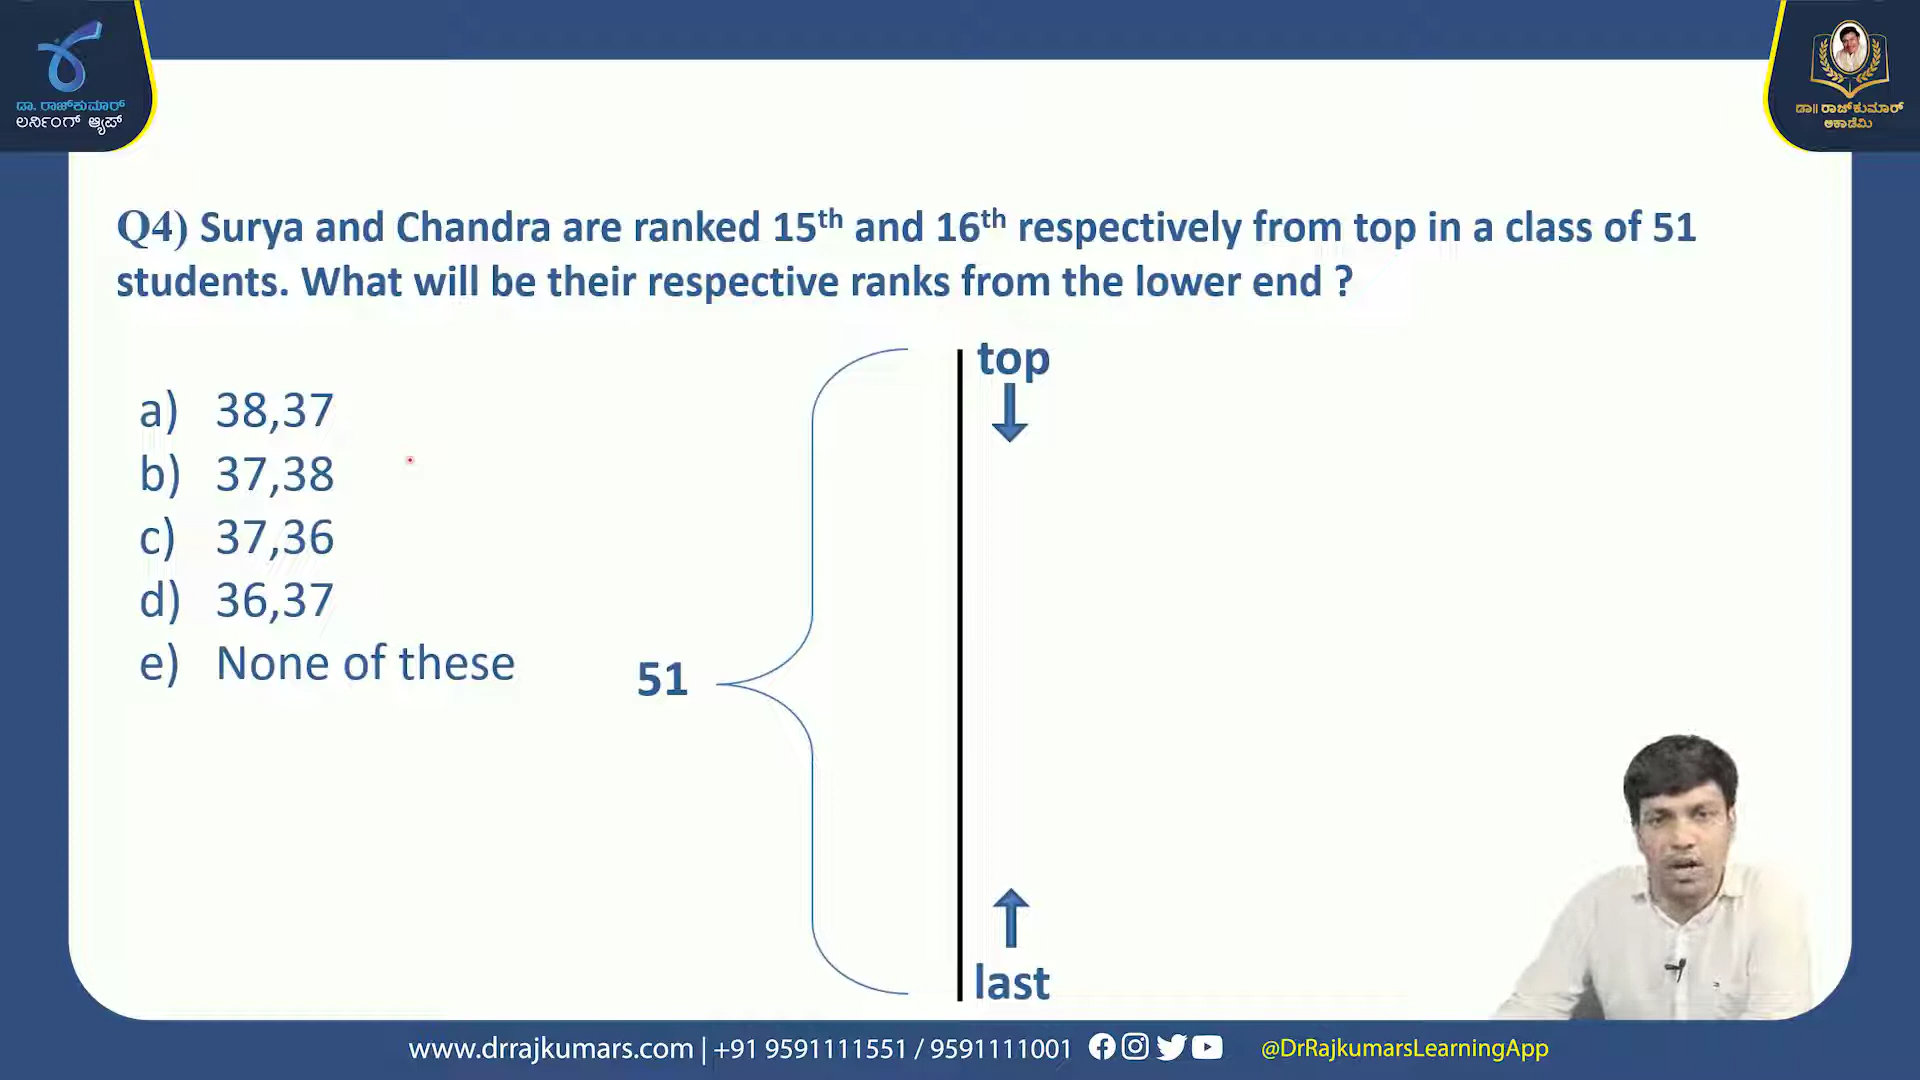 ಡಾ. ರಾಜ್‌ಕುಮಾರ್
ಲರ್ನಿಂಗ್ ಆ್ಯಪ್
ಡಾ|| ರಾಜ್‌ಕುಮಾರ್
ಅಕಾಡೆಮಿ
Q4) Surya and Chandra are ranked 15th and 16th respectively from top in a class of 51
students. What will be their respective ranks from the lower end ?
a) 38,37
b) 37,38
c) 37,36
d) 36,37
e) None of these
51
top
last
www.drrajkumars.com | +91 9591111551 / 9591111001
@DrRajkumarsLearningApp